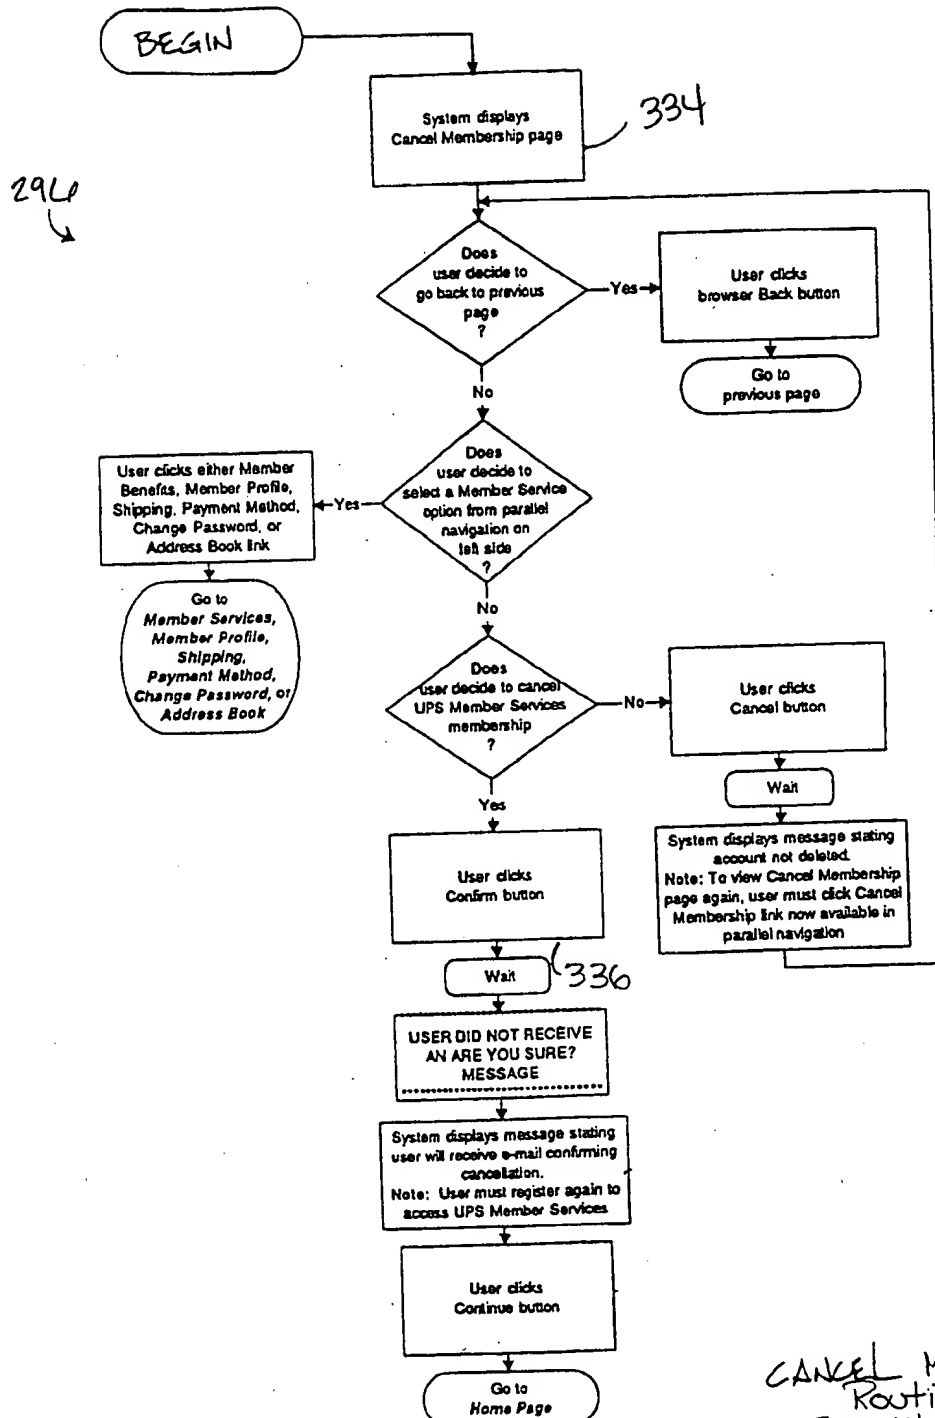 BEGIN
System displays
Cancel Membership page
334
Does
user decide to
go back to previous
page
?
Yes
User clicks
browser Back button
Go to
previous page
No
Does
user decide to
select a Member Service
option from parallel
navigation on
left side
?
Yes
User clicks either Member
Benefits, Member Profile,
Shipping, Payment Method,
Change Password, or
Address Book link
Go to
Member Services,
Member Profile,
Shipping,
Payment Method,
Change Password, or
Address Book
No
Does
user decide to cancel
UPS Member Services
membership
?
No
User clicks
Cancel button
Wait
System displays message stating
account not deleted.
Note: To view Cancel Membership
page again, user must click Cancel
Membership link now available in
parallel navigation
Yes
User clicks
Confirm button
Wait
336
USER DID NOT RECEIVE
AN ARE YOU SURE?
MESSAGE
System displays message stating
user will receive e-mail confirming
cancellation.
Note: User must register again to
access UPS Member Services
User clicks
Continue button
Go to
Home Page
CANCEL M
Routi